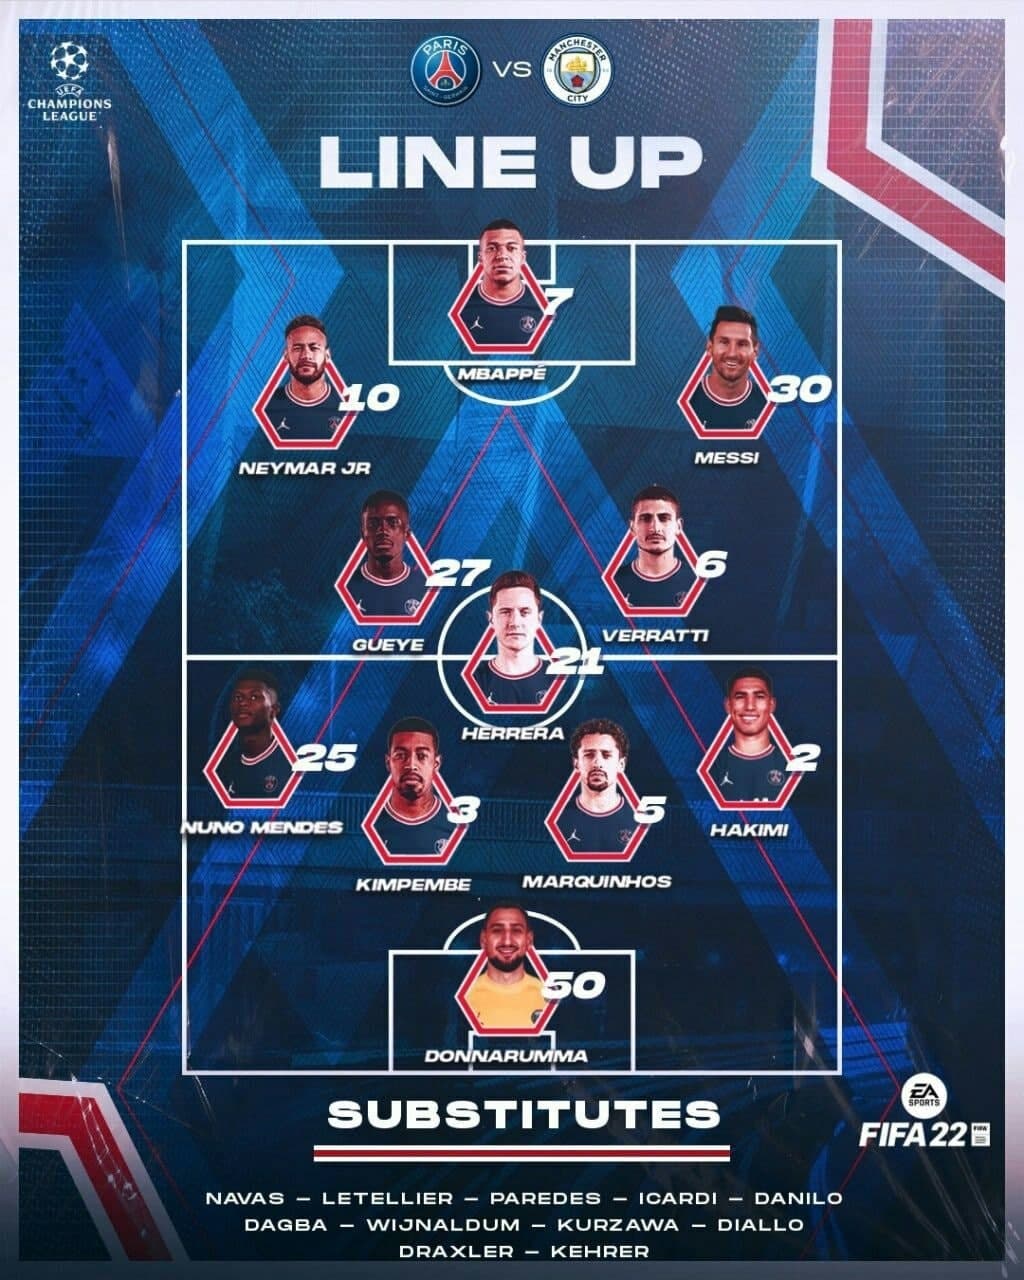 UEFA
CHAMPIONS
LEAGUE
PARIS
SAINT-GERMAIN
VS
MANCHESTER
CITY
LINE UP
7
MBAPPÉ
10
NEYMAR JR
30
MESSI
27
GUEYE
6
VERRATTI
21
HERRERA
25
NUNO MENDES
3
KIMPEMBE
5
MARQUINHOS
2
HAKIMI
50
DONNARUMMA
SUBSTITUTES
EA
SPORTS
FIFA 22
NAVAS – LETELLIER – PAREDES – ICARDI – DANILO
DAGBA – WIJNALDUM – KURZAWA – DIALLO
DRAXLER – KEHRER